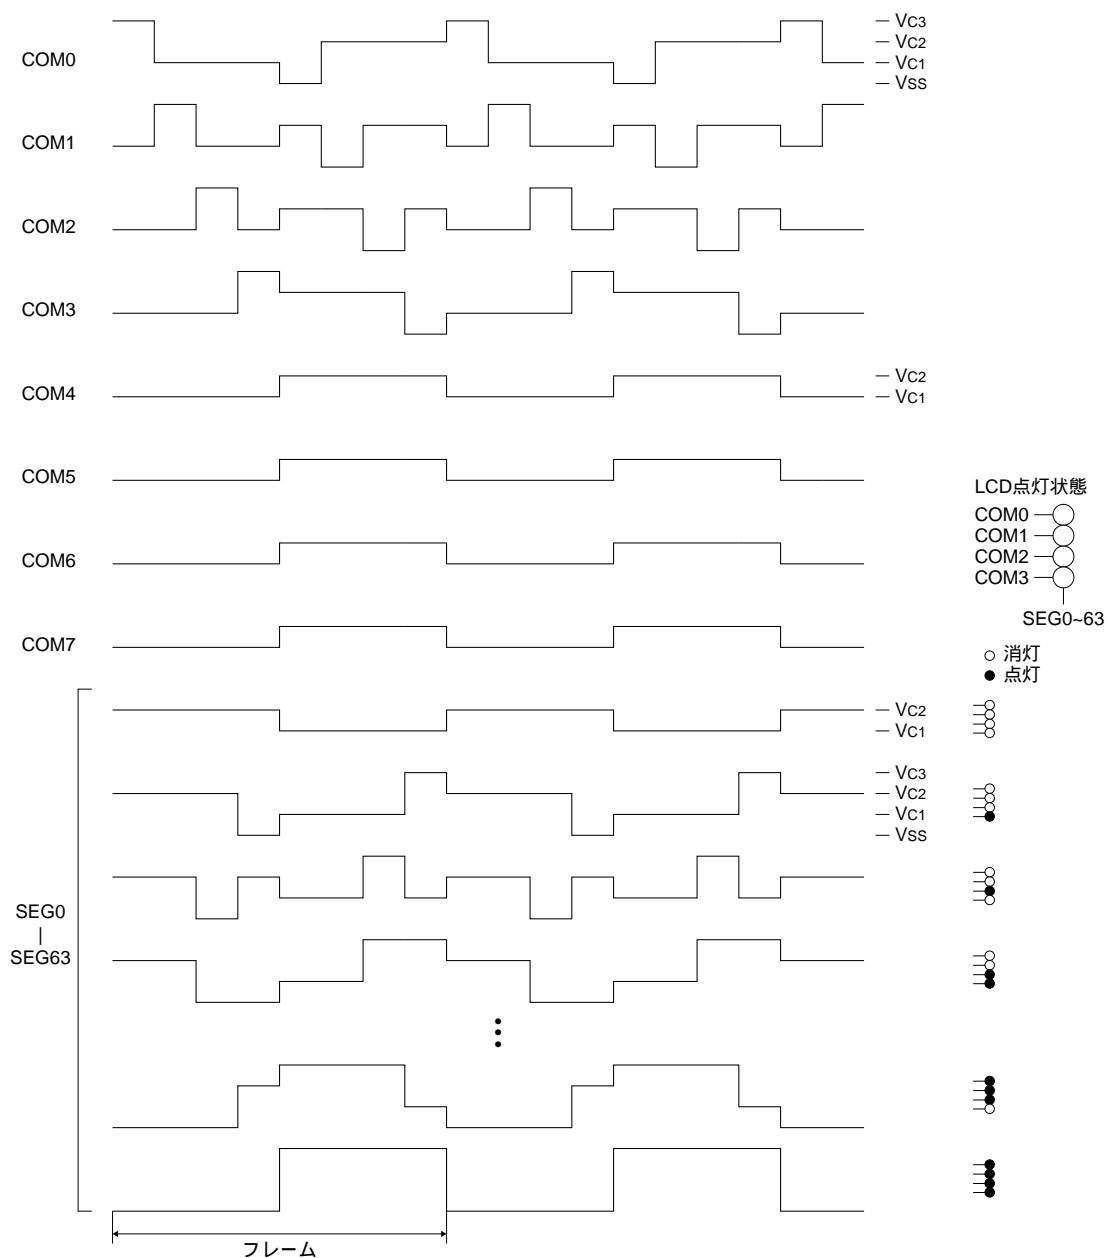 COM0
VC3
VC2
VC1
VSS
COM1
COM2
COM3
COM4
VC2
VC1
COM5
COM6
COM7
LCD点灯状態
COM0
COM1
COM2
COM3
SEG0~63
消灯
点灯
VC2
VC1
VC3
VC2
VC1
VSS
SEG0
SEG63
フレーム